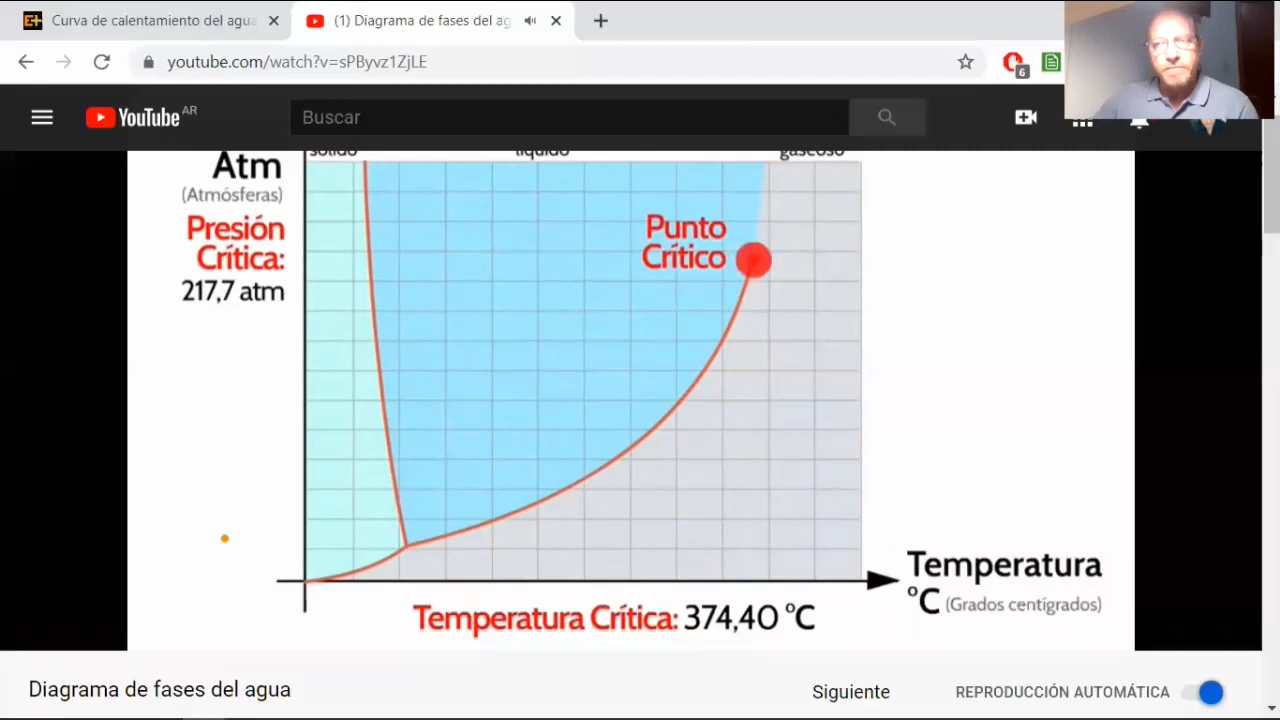 Curva de calentamiento del agua
(1) Diagrama de fases del ag
youtube.com/watch?v=sPByvz1ZjLE
6
YouTube AR
Buscar
sólido líquido gaseoso
Atm
(Atmósferas)
Presión
Crítica:
217,7 atm
Punto
Crítico
Temperatura
°C (Grados centígrados)
Temperatura Crítica: 374,40 °C
Diagrama de fases del agua
Siguiente
REPRODUCCIÓN AUTOMÁTICA